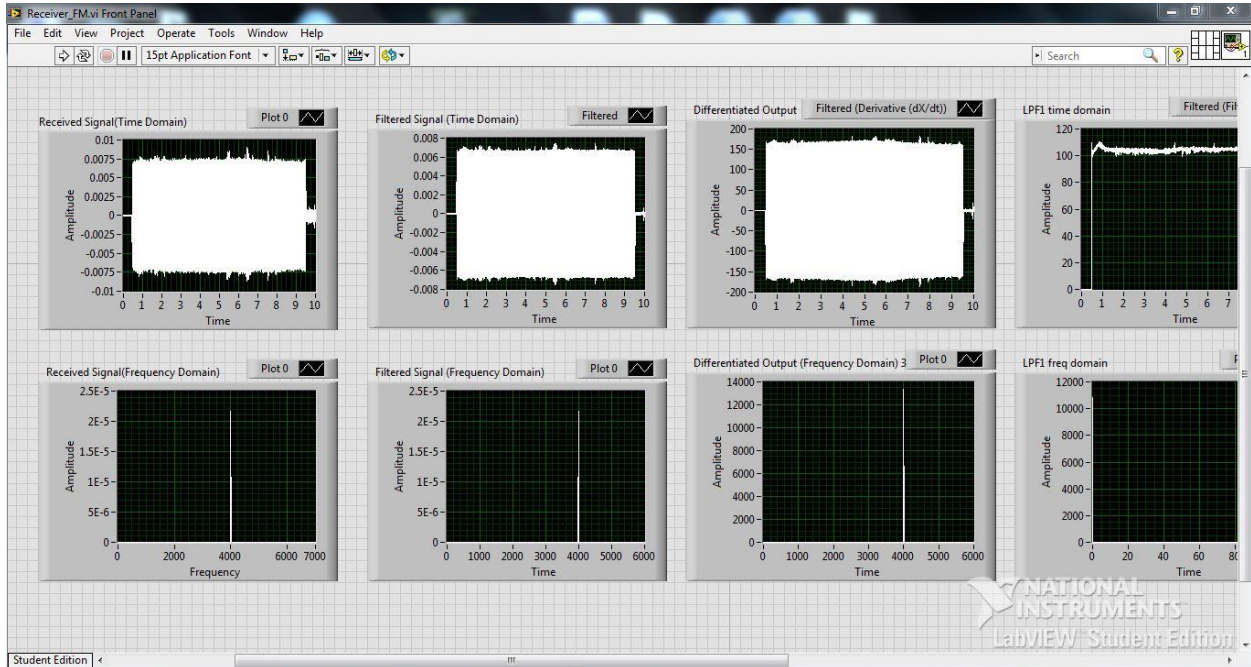 Receiver_FM.vi Front Panel
File Edit View Project Operate Tools Window Help
15pt Application Font
Search
Received Signal(Time Domain)
Plot 0
0.01
0.0075
0.005
0.0025
0
-0.0025
-0.005
-0.0075
-0.01
Amplitude
0 1 2 3 4 5 6 7 8 9 10
Time
Filtered Signal (Time Domain)
Filtered
0.008
0.006
0.004
0.002
0
-0.002
-0.004
-0.006
-0.008
Amplitude
0 1 2 3 4 5 6 7 8 9 10
Time
Differentiated Output
Filtered (Derivative (dX/dt))
200
150
100
50
0
-50
-100
-150
-200
Amplitude
0 1 2 3 4 5 6 7 8 9 10
Time
LPF1 time domain
Filtered (Filt
120
100
80
60
40
20
0
Amplitude
0 1 2 3 4 5 6 7
Time
Received Signal(Frequency Domain)
Plot 0
2.5E-5
2E-5
1.5E-5
1E-5
5E-6
0
Amplitude
0 2000 4000 6000 7000
Frequency
Filtered Signal (Frequency Domain)
Plot 0
2.5E-5
2E-5
1.5E-5
1E-5
5E-6
0
Amplitude
0 1000 2000 3000 4000 5000 6000
Time
Differentiated Output (Frequency Domain) 3
Plot 0
14000
12000
10000
8000
6000
4000
2000
0
Amplitude
0 1000 2000 3000 4000 5000 6000
Time
LPF1 freq domain
12000
10000
8000
6000
4000
2000
0
Amplitude
0 20 40 60 80
Time
NATIONAL
INSTRUMENTS
LabVIEW Student Edition
Student Edition